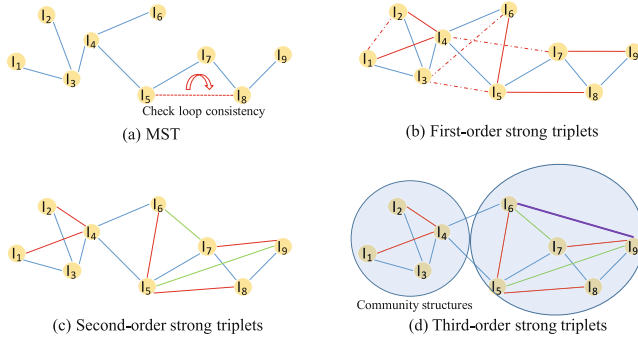 I2
I6
I4
I7
I9
I1
I3
I5
I8
Check loop consistency
(a) MST
I2
I6
I4
I7
I9
I1
I3
I5
I8
(b) First-order strong triplets
I2
I6
I4
I7
I9
I1
I3
I5
I8
(c) Second-order strong triplets
I2
I6
I4
I7
I9
I1
I3
I5
I8
Community structures
(d) Third-order strong triplets